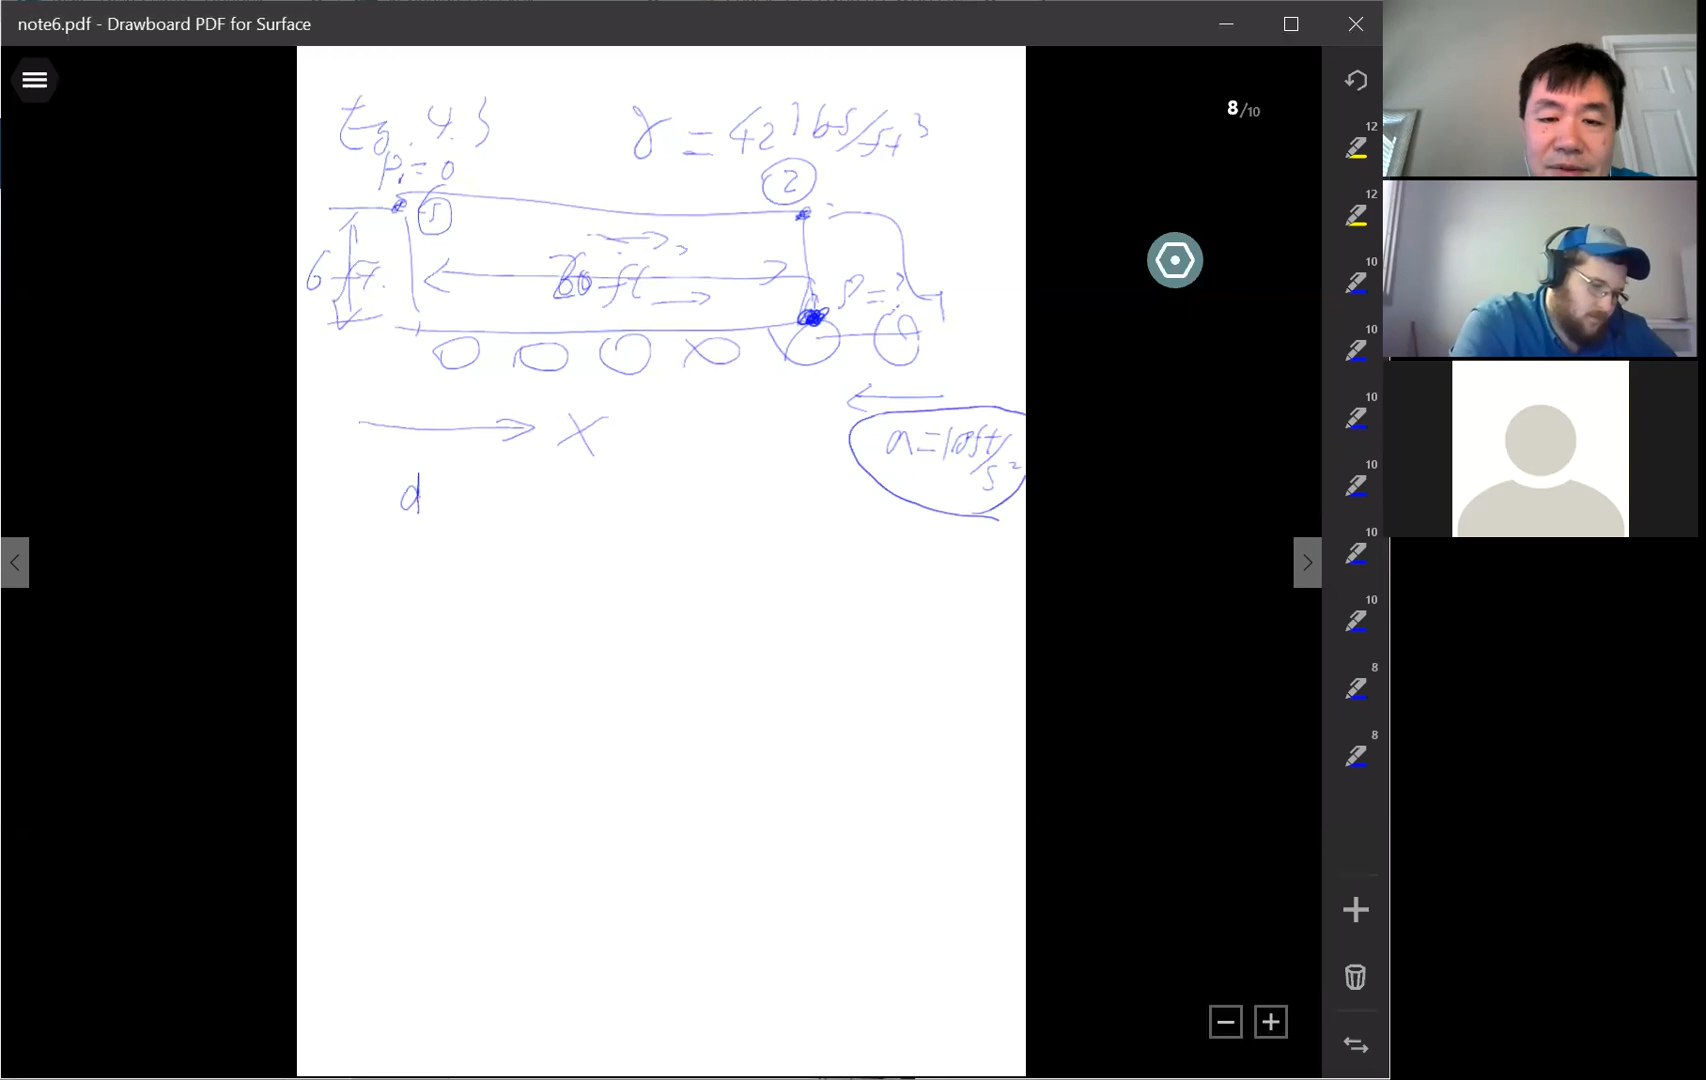 note6.pdf - Drawboard PDF for Surface
8/10
Eg. 4.3
γ = 42 lbs/ft³
P₁ = 0
①
②
6 ft.
20 ft
P = ?
X
a = 10 ft/s²
d
12
12
10
10
10
10
10
10
8
8